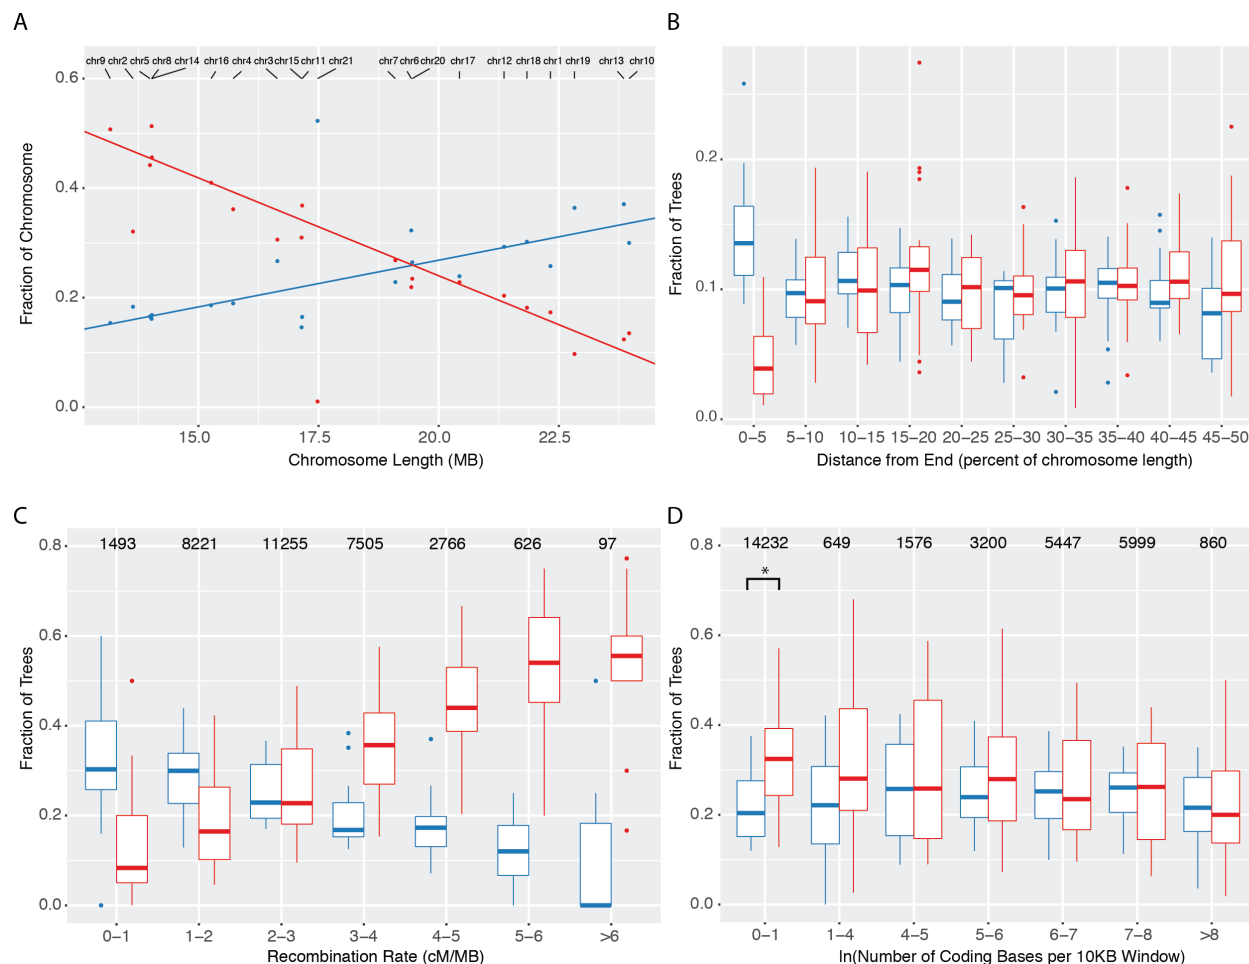 A
chr9 chr2 chr5 chr8 chr14 chr16 chr4 chr3 chr15 chr11 chr21 chr7 chr6 chr20 chr17 chr12 chr18 chr1 chr19 chr13 chr10
0.6
0.4
0.2
0.0
Fraction of Chromosome
15.0 17.5 20.0 22.5
Chromosome Length (MB)
B
0.2
0.1
0.0
Fraction of Trees
0–5 5–10 10–15 15–20 20–25 25–30 30–35 35–40 40–45 45–50
Distance from End (percent of chromosome length)
C
0.8
1493 8221 11255 7505 2766 626 97
0.6
0.4
0.2
0.0
Fraction of Trees
0–1 1–2 2–3 3–4 4–5 5–6 >6
Recombination Rate (cM/MB)
D
0.8
14232 649 1576 3200 5447 5999 860
*
0.6
0.4
0.2
0.0
Fraction of Trees
0–1 1–4 4–5 5–6 6–7 7–8 >8
ln(Number of Coding Bases per 10KB Window)